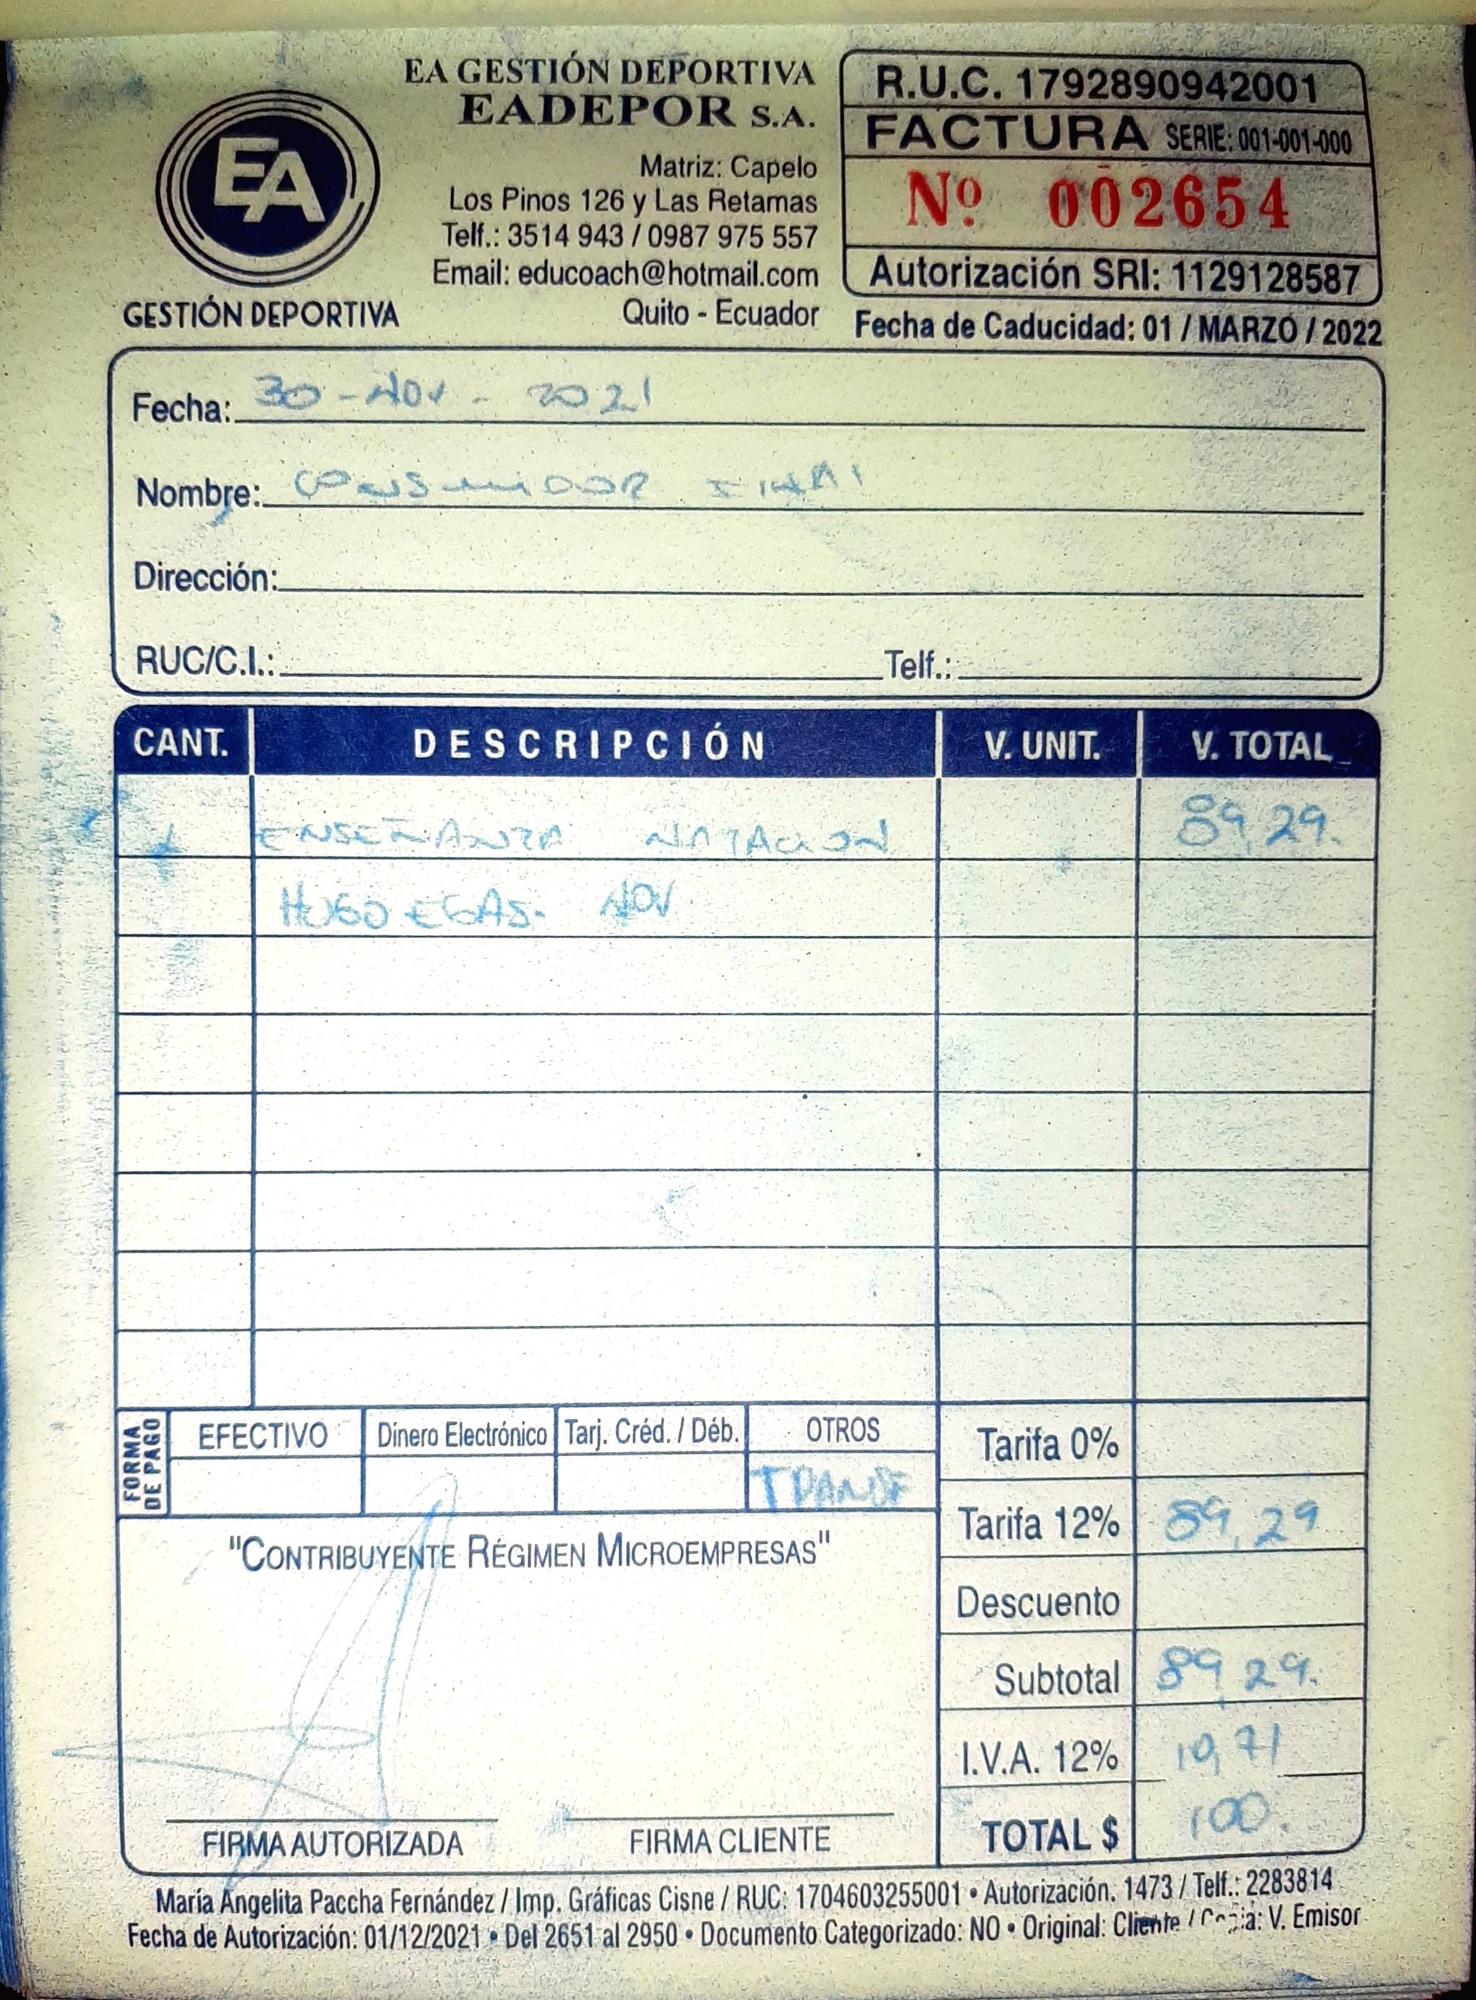 EA GESTIÓN DEPORTIVA
EADEPOR S.A.
EA
GESTIÓN DEPORTIVA
Matriz: Capelo
Los Pinos 126 y Las Retamas
Telf.: 3514 943 / 0987 975 557
Email: educoach@hotmail.com
Quito - Ecuador
R.U.C. 1792890942001
FACTURA SERIE: 001-001-000
Nº 002654
Autorización SRI: 1129128587
Fecha de Caducidad: 01 / MARZO / 2022
Fecha: 30 - NOV - 2021
Nombre: CONSUMIDOR FINAL
Dirección:
RUC/C.I.: Telf.:
CANT. DESCRIPCIÓN V. UNIT. V. TOTAL
1 ENSEÑANZA NATACION 89,29.
HUGO EGAS. NOV
FORMA DE PAGO
EFECTIVO Dinero Electrónico Tarj. Créd. / Déb. OTROS
TRANSF
Tarifa 0%
Tarifa 12% 89,29
Descuento
Subtotal 89,29.
I.V.A. 12% 10,71
TOTAL $ 100.
"CONTRIBUYENTE RÉGIMEN MICROEMPRESAS"
FIRMA AUTORIZADA FIRMA CLIENTE
María Angelita Paccha Fernández / Imp. Gráficas Cisne / RUC: 1704603255001 • Autorización. 1473 / Telf.: 2283814
Fecha de Autorización: 01/12/2021 • Del 2651 al 2950 • Documento Categorizado: NO • Original: Cliente / Copia: V. Emisor